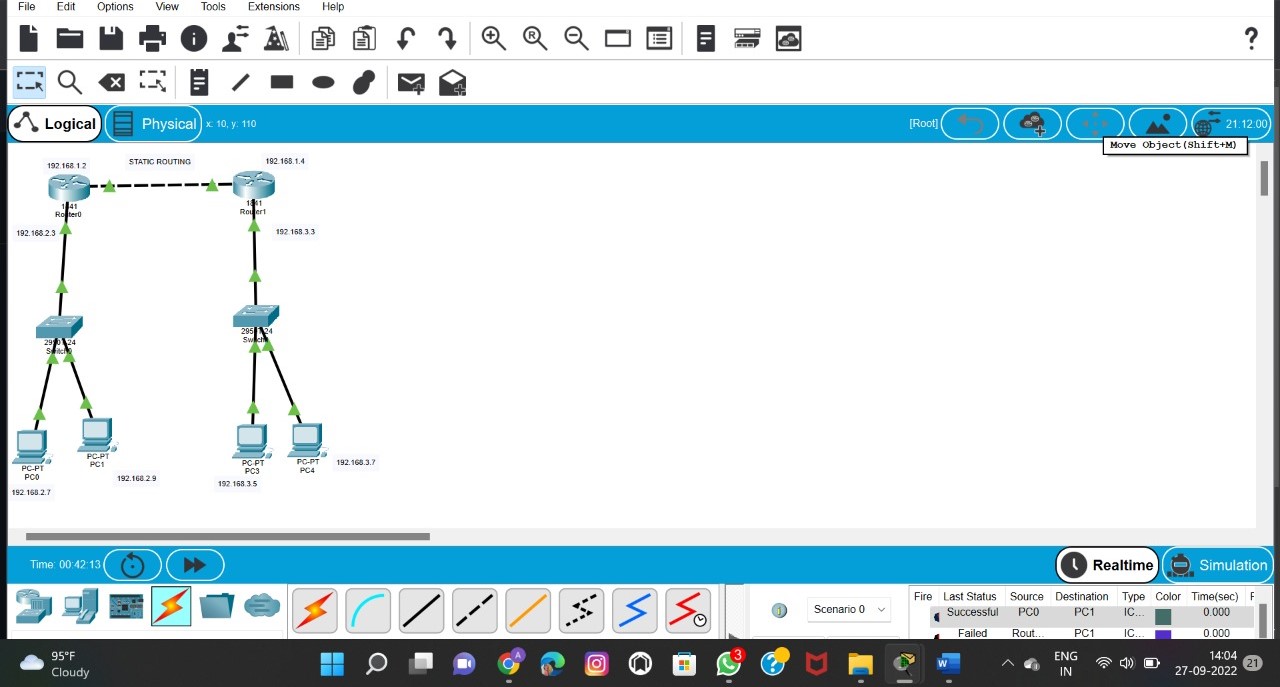 File Edit Options View Tools Extensions Help
R
?
Logical Physical x: 10, y: 110 [Root] 21:12:00
Move Object(Shift+M)
192.168.1.2 STATIC ROUTING 192.168.1.4
1841
Router0
1841
Router1
192.168.2.3 192.168.3.3
2950-24
2950-24
PC-PT
PC0
PC-PT
PC1
PC-PT
PC3
PC-PT
PC4
192.168.2.7
192.168.2.9
192.168.3.5
192.168.3.7
Time: 00:42:13 Realtime Simulation
Scenario 0
Fire Last Status Source Destination Type Color Time(sec)
Successful PC0 PC1 IC... 0.000
Failed Rout... PC1 IC... 0.000
95°F
Cloudy
A
3
W
ENG
IN
14:04
27-09-2022
21